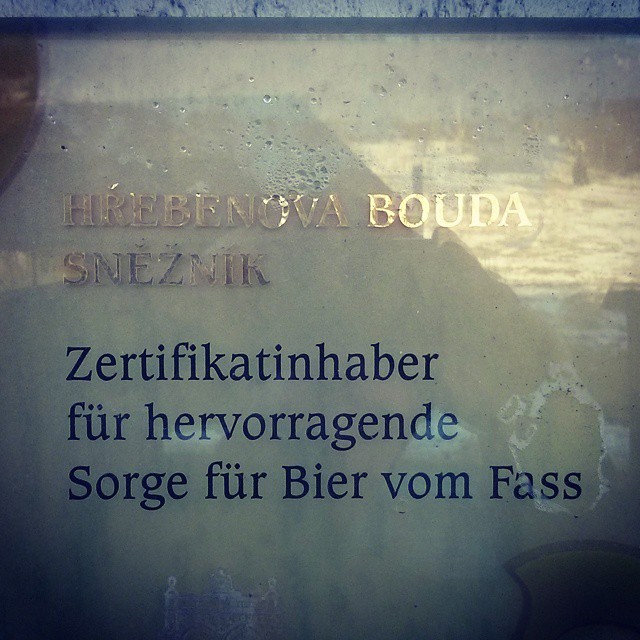 HŘEBENOVA BOUDA
SNĚŽNÍK
Zertifikatinhaber
für hervorragende
Sorge für Bier vom Fass